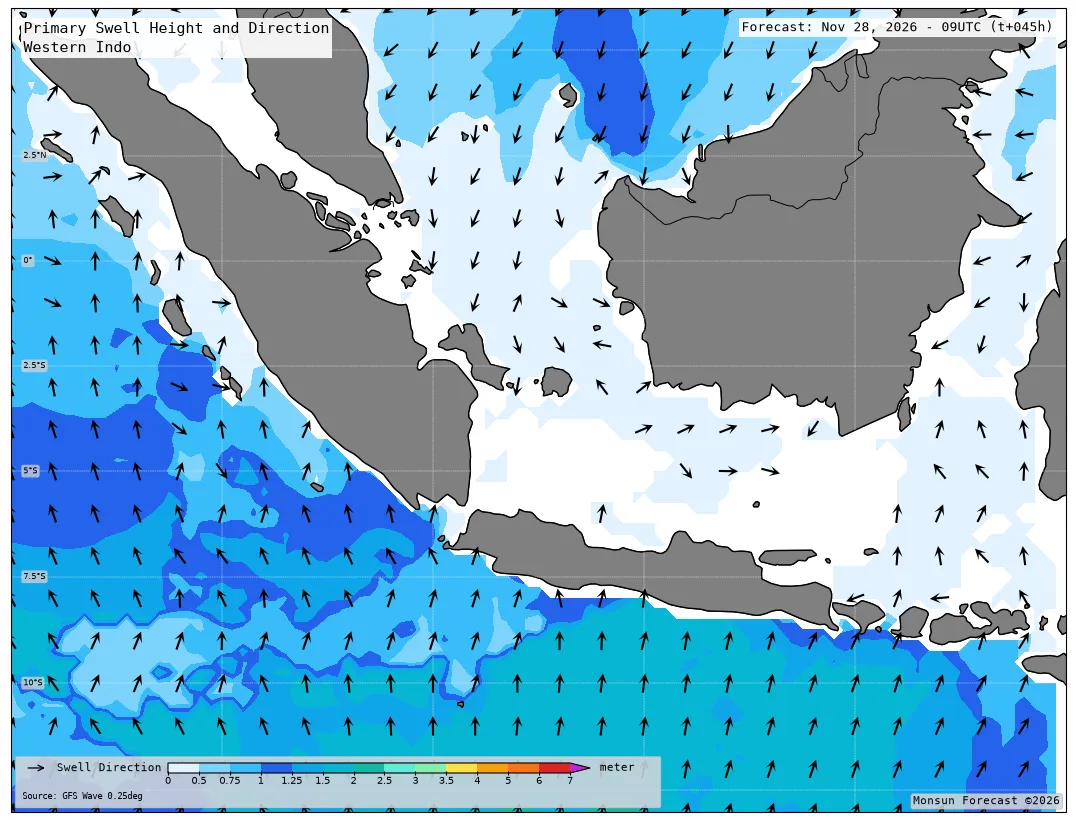 Primary Swell Height and Direction
Western Indo
Forecast: Nov 28, 2026 - 09UTC (t+045h)
2.5°N
0°
2.5°S
5°S
7.5°S
10°S
Swell Direction
meter
0 0.5 0.75 1 1.25 1.5 2 2.5 3 3.5 4 5 6 7
Source: GFS Wave 0.25deg
Monsun Forecast ©2026